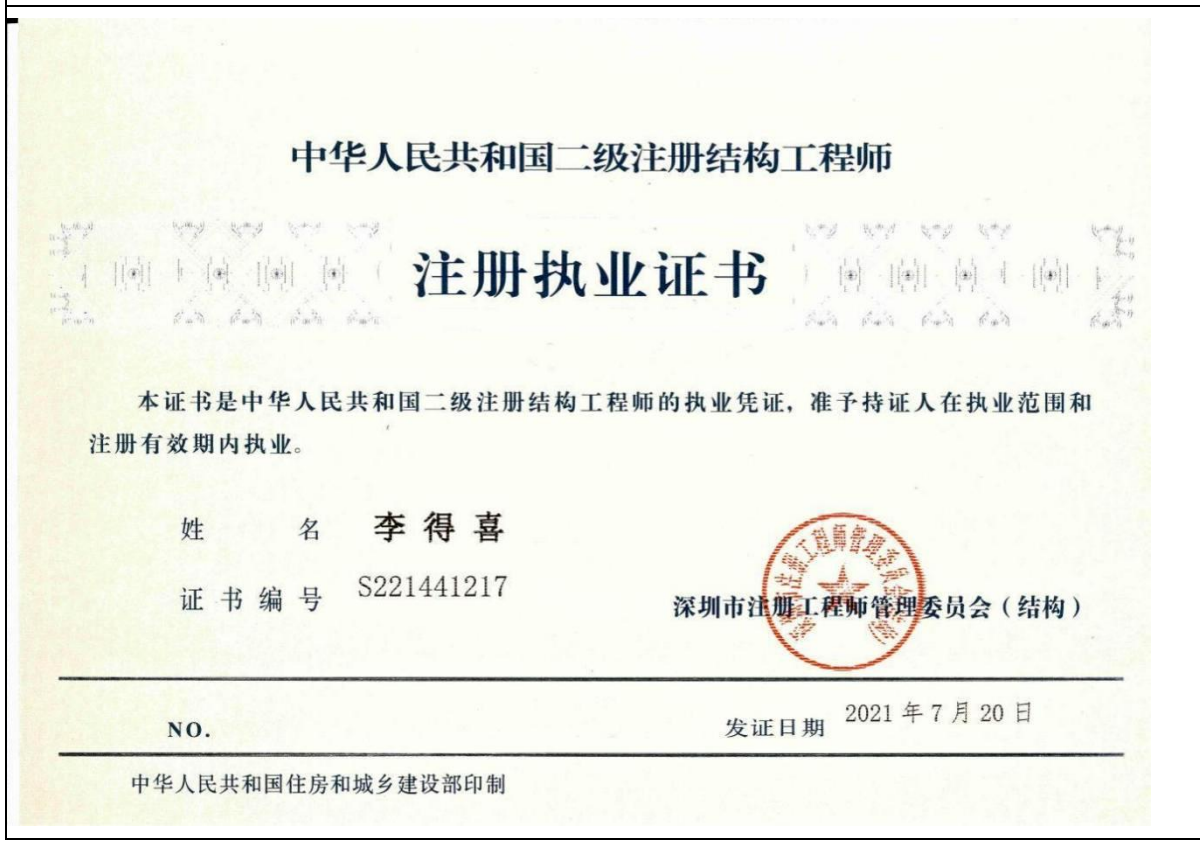 中华人民共和国二级注册结构工程师
注册执业证书
本证书是中华人民共和国二级注册结构工程师的执业凭证，准予持证人在执业范围和
注册有效期内执业。
姓 名 李得喜
证书编号 S221441217
深圳市注册工程师管理委员会（结构）
NO.
发证日期 2021年7月20日
中华人民共和国住房和城乡建设部印制